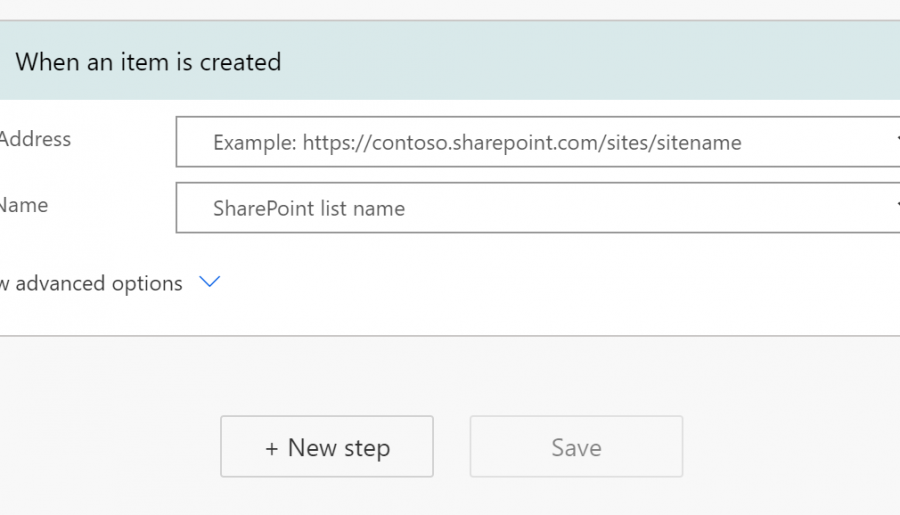 When an item is created
Address
Example: https://contoso.sharepoint.com/sites/sitename
Name
SharePoint list name
w advanced options
+ New step
Save